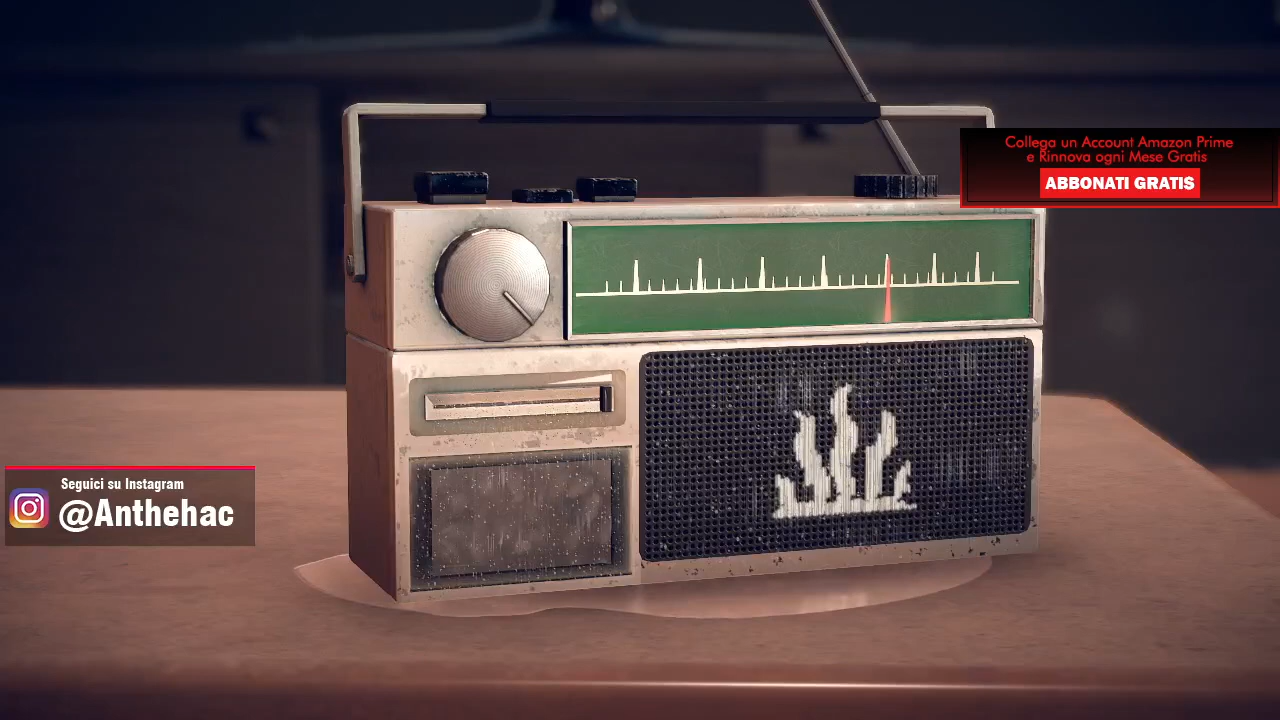 Collega un Account Amazon Prime
e Rinnova ogni Mese Gratis
ABBONATI GRATIS
Seguici su Instagram
@Anthehac